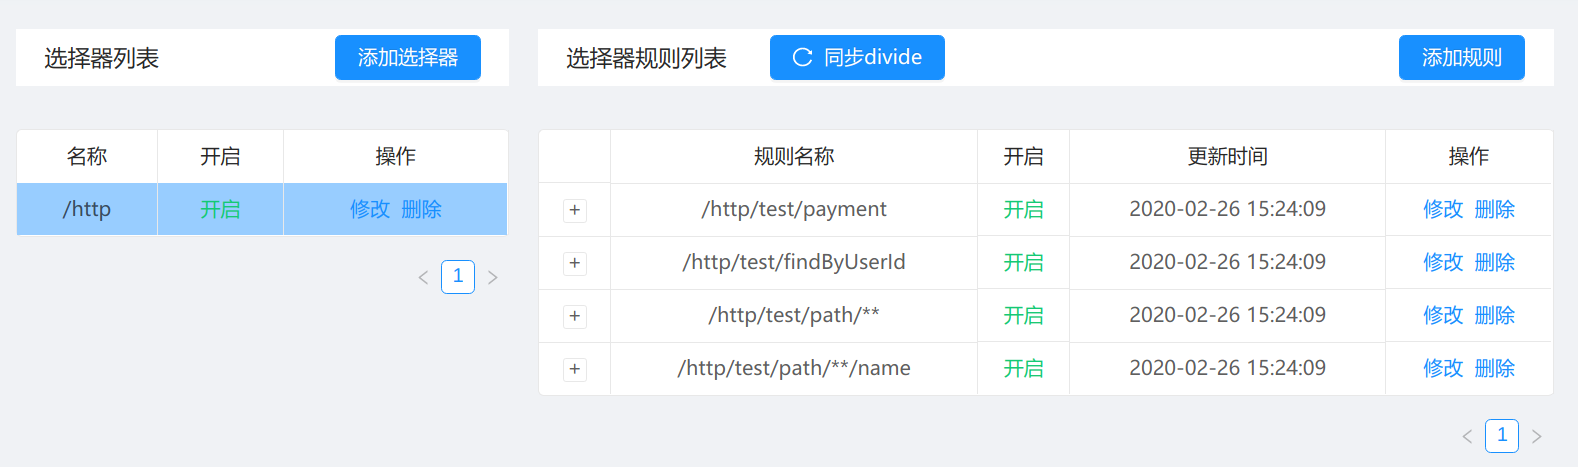 选择器列表 添加选择器
名称 开启 操作
/http 开启 修改 删除
1
选择器规则列表 同步divide 添加规则
规则名称 开启 更新时间 操作
+ /http/test/payment 开启 2020-02-26 15:24:09 修改 删除
+ /http/test/findByUserId 开启 2020-02-26 15:24:09 修改 删除
+ /http/test/path/** 开启 2020-02-26 15:24:09 修改 删除
+ /http/test/path/**/name 开启 2020-02-26 15:24:09 修改 删除
1